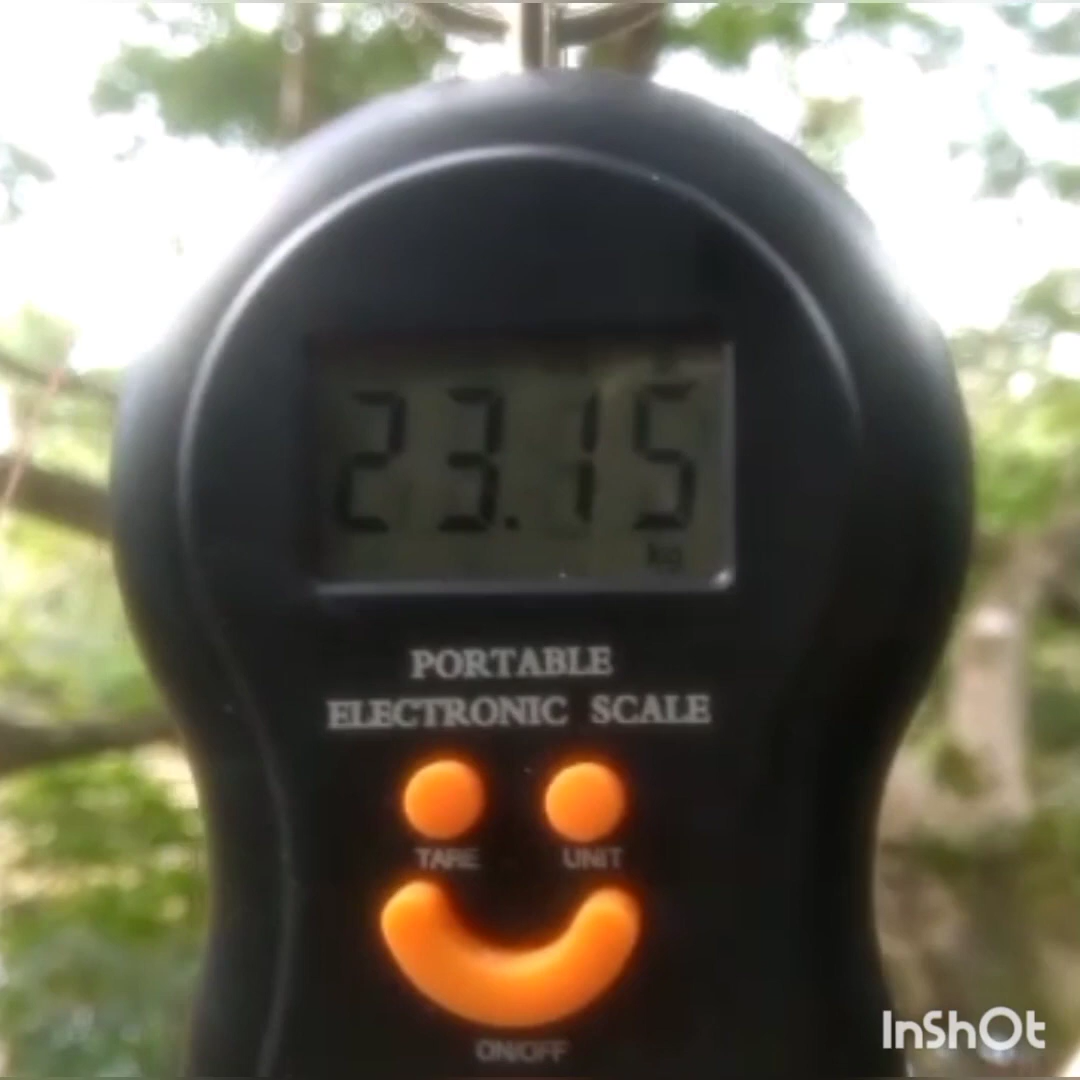 23.15
kg
PORTABLE
ELECTRONIC SCALE
TARE UNIT
ON/OFF
InShOt